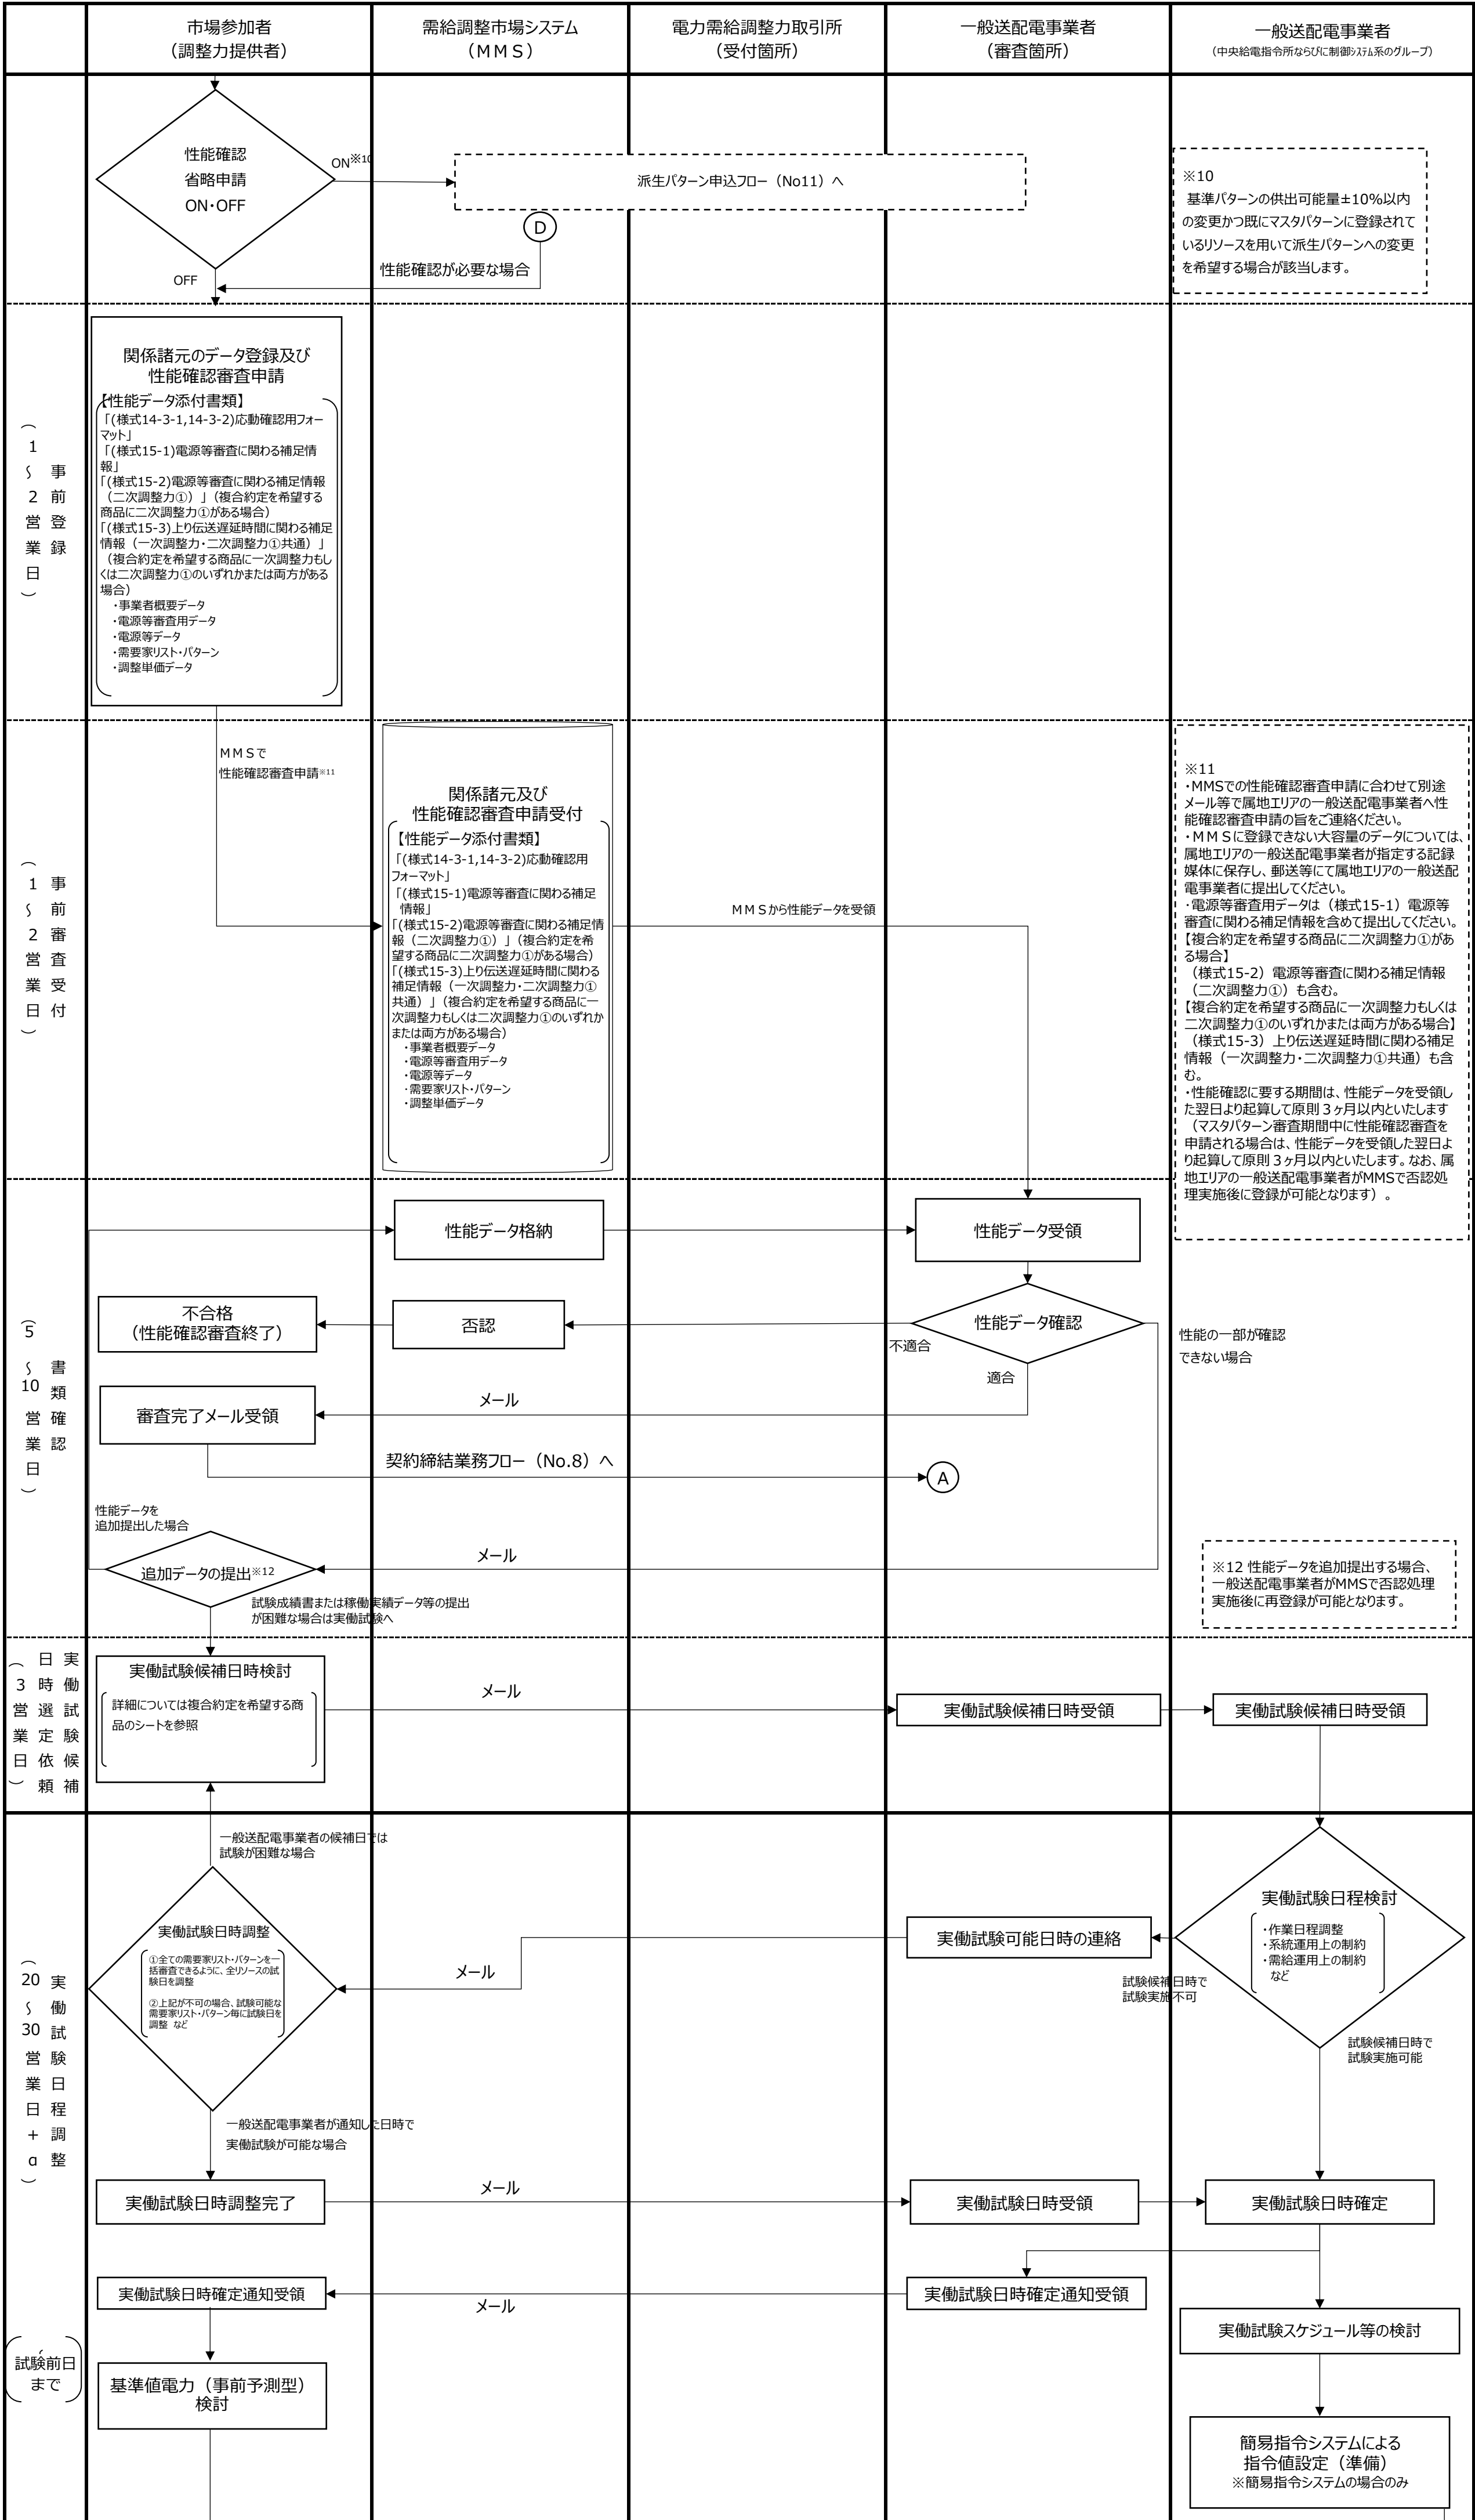 市場参加者
（調整力提供者）
需給調整市場システム
（ＭＭＳ）
電力需給調整力取引所
（受付箇所）
一般送配電事業者
（審査箇所）
一般送配電事業者
（中央給電指令所ならびに制御システム系のグループ）
性能確認
省略申請
ON･OFF
ON※10
派生パターン申込フロー（No11）へ
D
性能確認が必要な場合
OFF
※10
基準パターンの供出可能量±10%以内
の変更かつ既にマスタパターンに登録されて
いるリソースを用いて派生パターンへの変更
を希望する場合が該当します。
事前登録
（1～2営業日）
関係諸元のデータ登録及び
性能確認審査申請
【性能データ添付書類】
「(様式14-3-1,14-3-2)応動確認用フォー
マット」
「(様式15-1)電源等審査に関わる補足情
報」
「(様式15-2)電源等審査に関わる補足情報
（二次調整力①）」（複合約定を希望する
商品に二次調整力①がある場合）
「(様式15-3)上り伝送遅延時間に関わる補足
情報（一次調整力・二次調整力①共通）」
（複合約定を希望する商品に一次調整力もし
くは二次調整力①のいずれかまたは両方がある
場合）
・事業者概要データ
・電源等審査用データ
・電源等データ
・需要家リスト・パターン
・調整単価データ
事前審査受付
（1～2営業日）
ＭＭＳで
性能確認審査申請※11
関係諸元及び
性能確認審査申請受付
【性能データ添付書類】
「(様式14-3-1,14-3-2)応動確認用
フォーマット」
「(様式15-1)電源等審査に関わる補足
情報」
「(様式15-2)電源等審査に関わる補足情
報（二次調整力①）」（複合約定を希
望する商品に二次調整力①がある場合）
「(様式15-3)上り伝送遅延時間に関わる
補足情報（一次調整力・二次調整力①
共通）」（複合約定を希望する商品に一
次調整力もしくは二次調整力①のいずれか
または両方がある場合）
・事業者概要データ
・電源等審査用データ
・電源等データ
・需要家リスト・パターン
・調整単価データ
ＭＭＳから性能データを受領
※11
・MMSでの性能確認審査申請に合わせて別途
メール等で属地エリアの一般送配電事業者へ性
能確認審査申請の旨をご連絡ください。
・ＭＭＳに登録できない大容量のデータについては、
属地エリアの一般送配電事業者が指定する記録
媒体に保存し、郵送等にて属地エリアの一般送配
電事業者に提出してください。
・電源等審査用データは（様式15-1）電源等
審査に関わる補足情報を含めて提出してください。
【複合約定を希望する商品に二次調整力①があ
る場合】
（様式15-2）電源等審査に関わる補足情報
（二次調整力①）も含む。
【複合約定を希望する商品に一次調整力もしくは
二次調整力①のいずれかまたは両方がある場合】
（様式15-3）上り伝送遅延時間に関わる補足
情報（一次調整力・二次調整力①共通）も含
む。
・性能確認に要する期間は、性能データを受領し
た翌日より起算して原則３ヶ月以内といたします
（マスタパターン審査期間中に性能確認審査を
申請される場合は、性能データを受領した翌日よ
り起算して原則３ヶ月以内といたします。なお、属
地エリアの一般送配電事業者がMMSで否認処
理実施後に登録が可能となります）。
書類確認
（5～10営業日）
性能データ格納
性能データ受領
不合格
（性能確認審査終了）
否認
性能データ確認
不適合
適合
性能の一部が確認
できない場合
審査完了メール受領
メール
契約締結業務フロー（No.8）へ
A
性能データを
追加提出した場合
追加データの提出※12
メール
試験成績書または稼働実績データ等の提出
が困難な場合は実働試験へ
※12 性能データを追加提出する場合、
一般送配電事業者がMMSで否認処理
実施後に再登録が可能となります。
実働試験候補
日時選定依頼
（3営業日）
実働試験候補日時検討
詳細については複合約定を希望する商
品のシートを参照
メール
実働試験候補日時受領
実働試験候補日時受領
実働試験日程調整
（20～30営業日+α）
一般送配電事業者の候補日では
試験が困難な場合
実働試験日時調整
①全ての需要家リスト・パターンを一
括審査できるように、全リソースの試
験日を調整
②上記が不可の場合、試験可能な
需要家リスト・パターン毎に試験日を
調整 など
メール
実働試験可能日時の連絡
実働試験日程検討
・作業日程調整
・系統運用上の制約
・需給運用上の制約
など
試験候補日時で
試験実施不可
試験候補日時で
試験実施可能
一般送配電事業者が通知した日時で
実働試験が可能な場合
実働試験日時調整完了
メール
実働試験日時受領
実働試験日時確定
実働試験日時確定通知受領
メール
実働試験日時確定通知受領
実働試験スケジュール等の検討
試験前日
まで
基準値電力（事前予測型）
検討
簡易指令システムによる
指令値設定（準備）
※簡易指令システムの場合のみ